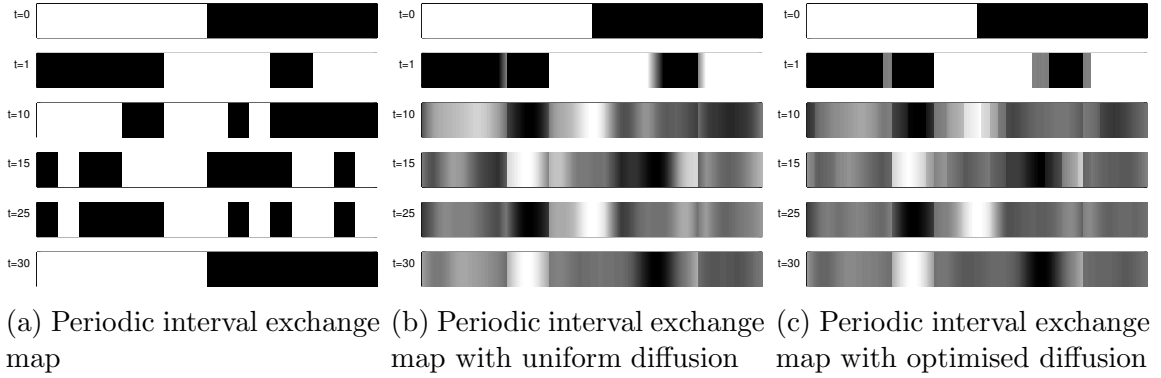 t=0
t=1
t=10
t=15
t=25
t=30
(a) Periodic interval exchange
map
t=0
t=1
t=10
t=15
t=25
t=30
(b) Periodic interval exchange
map with uniform diffusion
t=0
t=1
t=10
t=15
t=25
t=30
(c) Periodic interval exchange
map with optimised diffusion